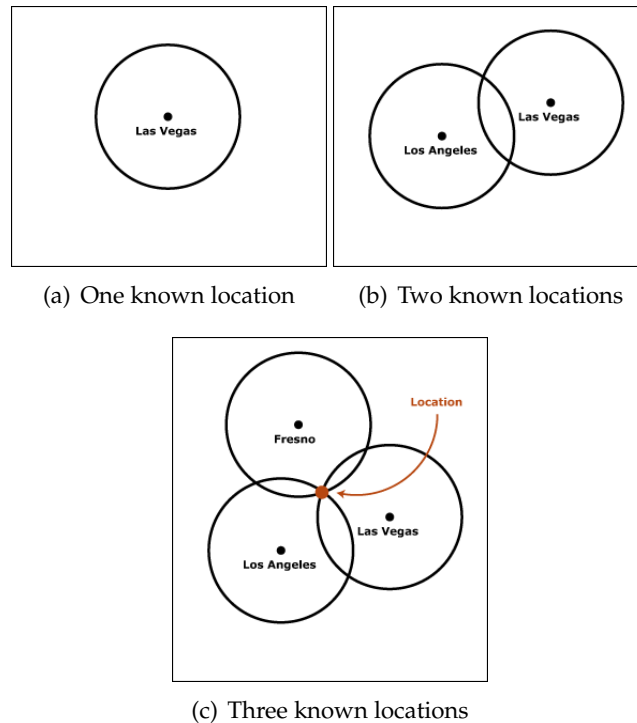 Las Vegas
Los Angeles
Las Vegas
(a) One known location
(b) Two known locations
Location
Fresno
Las Vegas
Los Angeles
(c) Three known locations